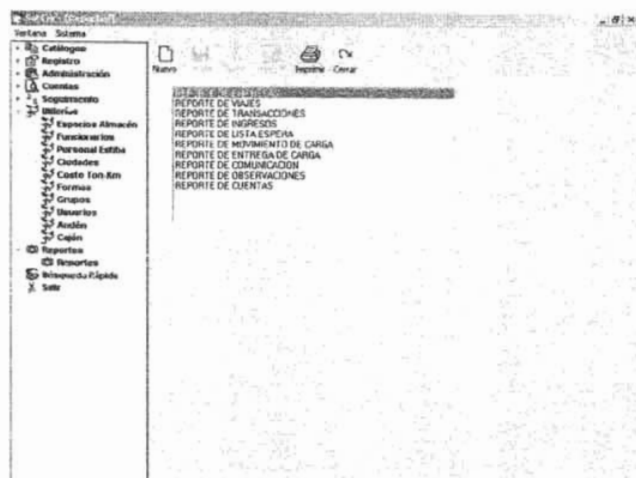 Ventana Sistema
Nuevo
Imprime
Cerrar
Catálogos
Registro
Administración
Cuentas
Seguimiento
Utilerias
Espacios Almacén
Funcionarios
Personal Estiba
Ciudades
Costo Ton-Km
Formas
Grupos
Usuarios
Andén
Cajón
Reportes
Reportes
Búsqueda Rápida
Salir
REPORTE DE VIAJES
REPORTE DE TRANSACCIONES
REPORTE DE INGRESOS
REPORTE DE LISTA ESPERA
REPORTE DE MOVIMIENTO DE CARGA
REPORTE DE ENTREGA DE CARGA
REPORTE DE COMUNICACION
REPORTE DE OBSERVACIONES
REPORTE DE CUENTAS